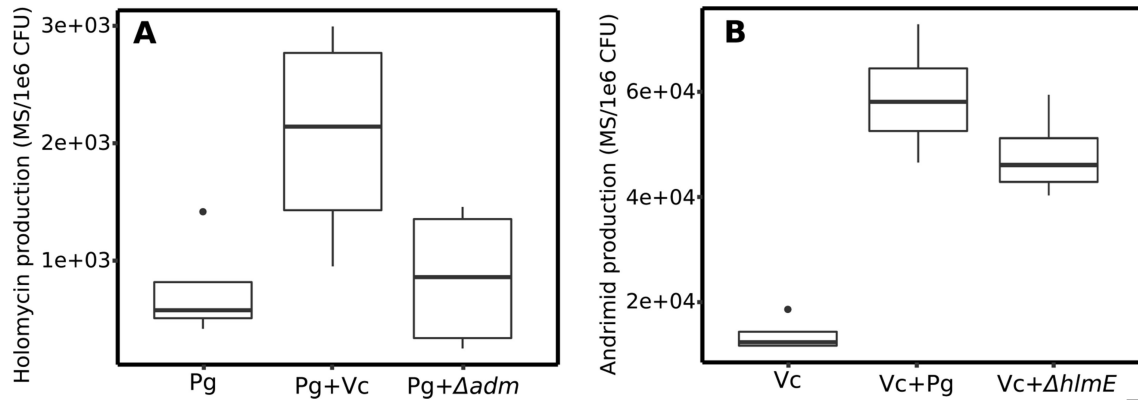 A
Holomycin production (MS/1e6 CFU)
3e+03
2e+03
1e+03
Pg
Pg+Vc
Pg+Δadm
B
Andrimid production (MS/1e6 CFU)
6e+04
4e+04
2e+04
Vc
Vc+Pg
Vc+ΔhlmE